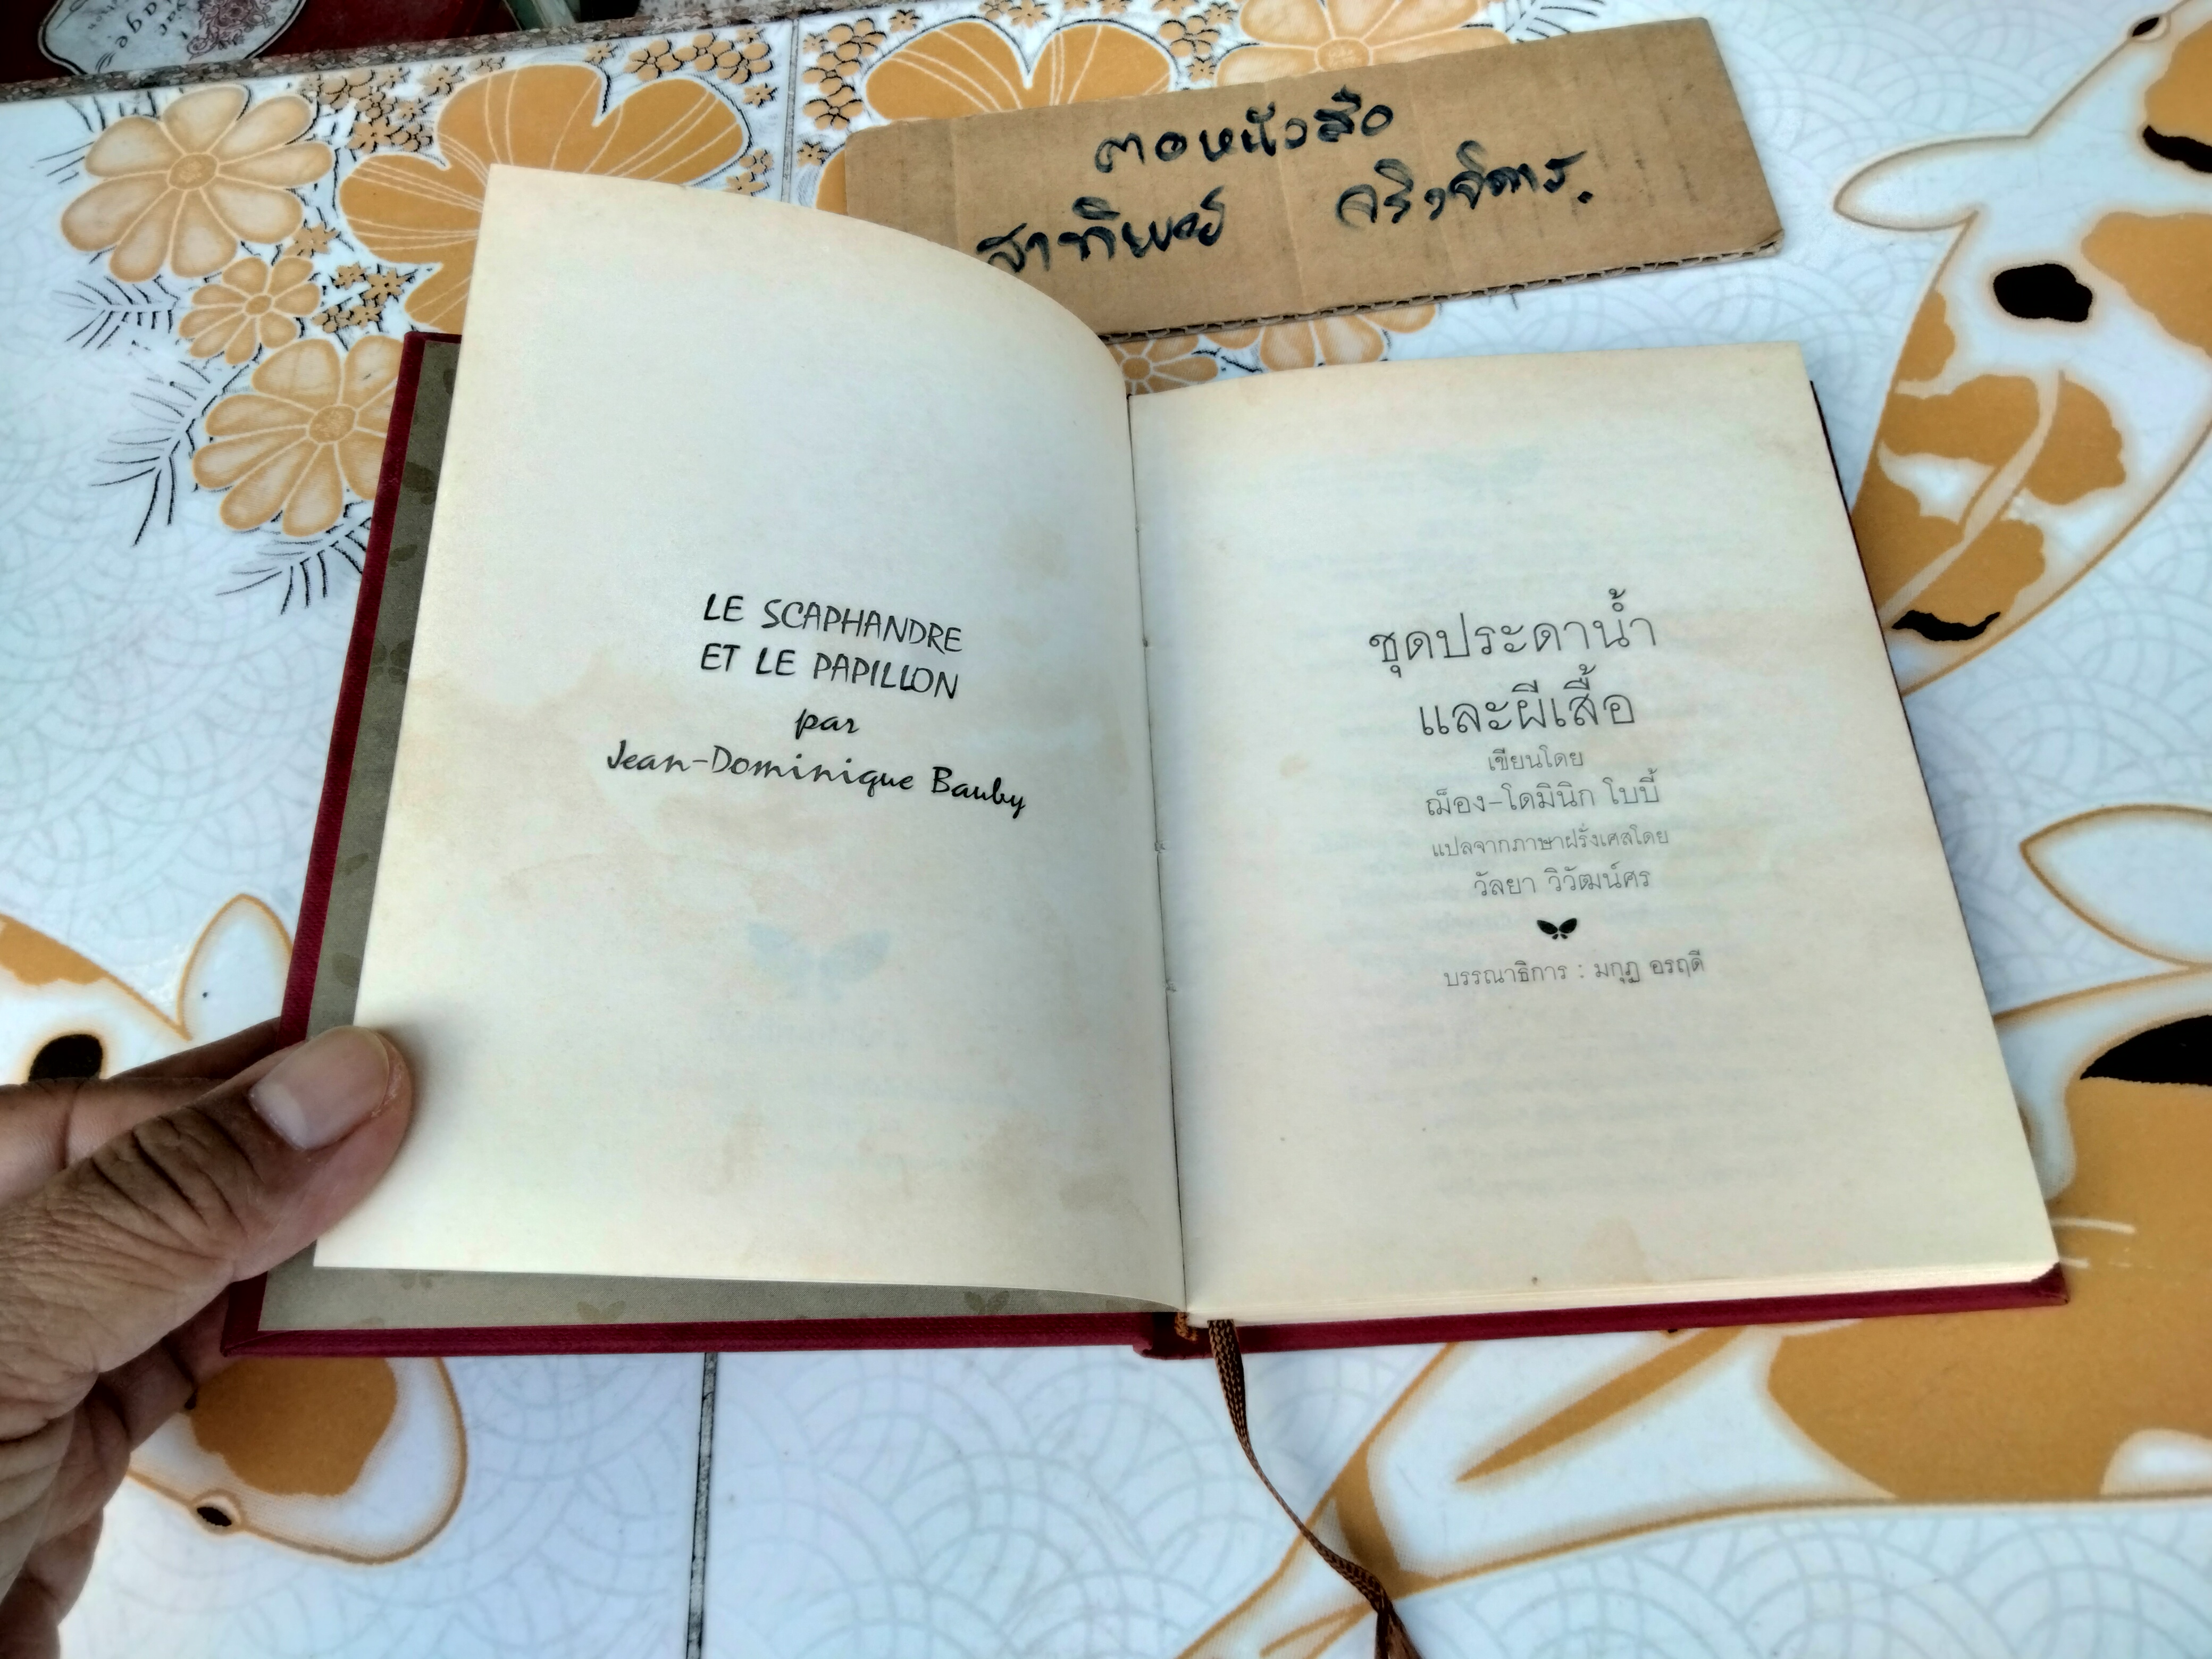 ตอหนังสือ
สาทิพย์ จริงจิตร.
LE SCAPHANDRE
ET LE PAPILLON
par
Jean-Dominique Bauby
ชุดประดาน้ำ
และผีเสื้อ
เขียนโดย
ฌ็อง-โดมินิก โบบี้
แปลจากภาษาฝรั่งเศสโดย
วัลยา วิวัฒน์ศร
บรรณาธิการ : มกุฏ อรฤดี